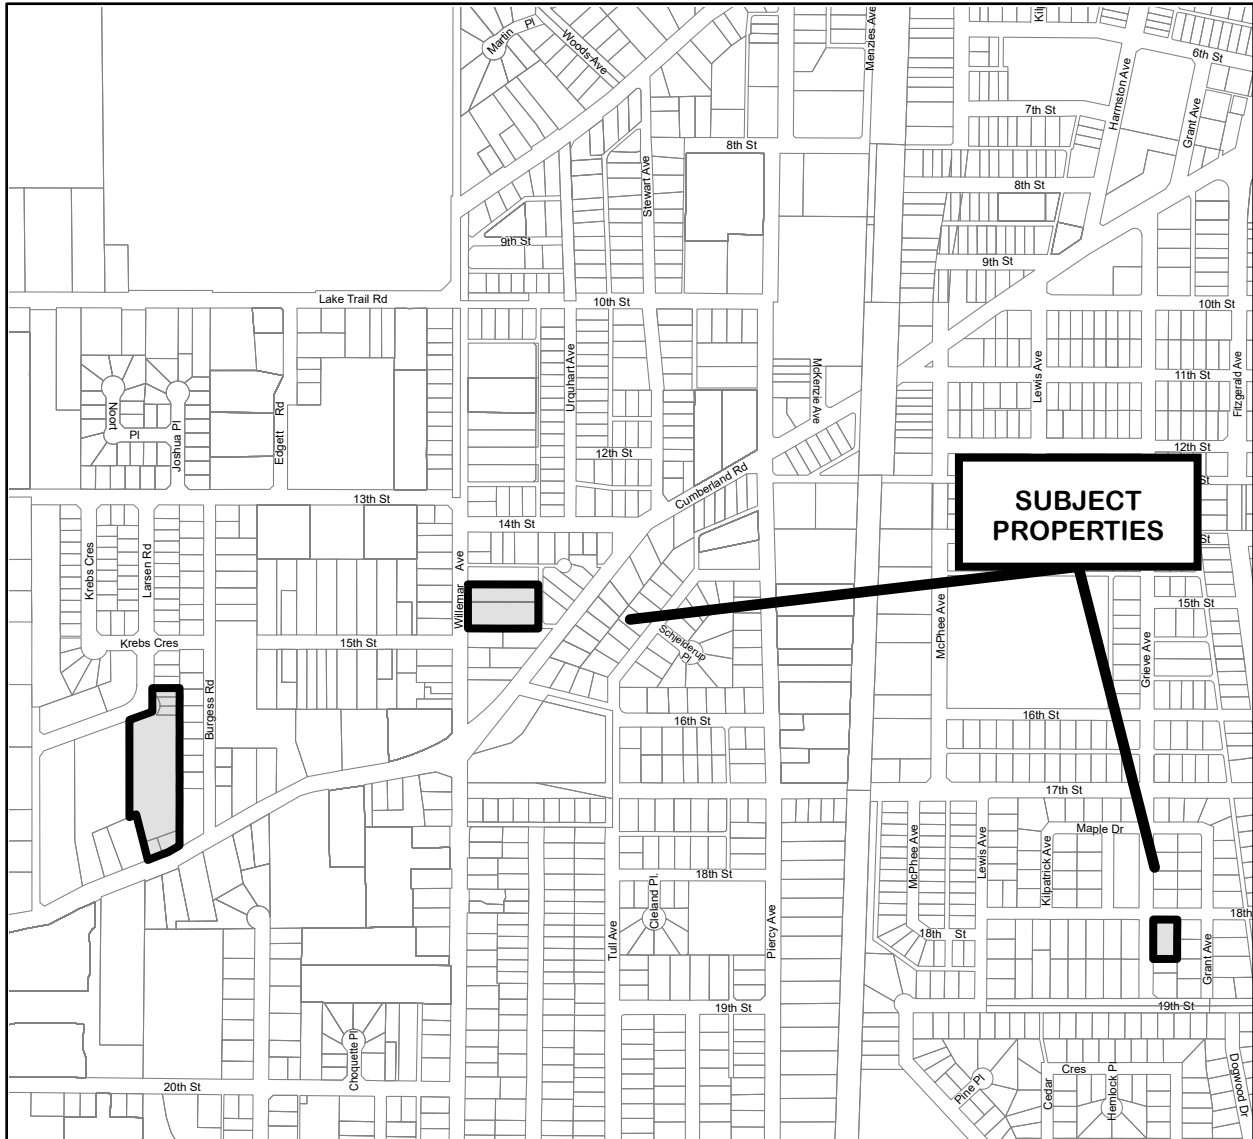 Martin Pl
Woods Ave
Menzies Ave
6th St
Harmston Ave
7th St
Grant Ave
8th St
8th St
Stewart Ave
9th St
9th St
Lake Trail Rd
10th St
10th St
Urquhart Ave
McKenzie Ave
Lewis Ave
11th St
Fitzgerald Ave
Noort
Pl
Joshua Pl
Edgett Rd
12th St
12th St
Cumberland Rd
13th St
SUBJECT
PROPERTIES
St
14th St
St
Krebs Cres
Larsen Rd
Willemar Ave
McPhee Ave
15th St
Krebs Cres
15th St
Schjelderup
Pl
Grieve Ave
Burgess Rd
16th St
16th St
17th St
Maple Dr
McPhee Ave
Lewis Ave
Kilpatrick Ave
18th St
Cleland Pl.
18th
18th St
Tull Ave
Piercy Ave
Grant Ave
19th St
19th St
Choquette Pl
Dogwood Dr
Cres
Pine Pl
Cedar
Hemlock Pl
20th St